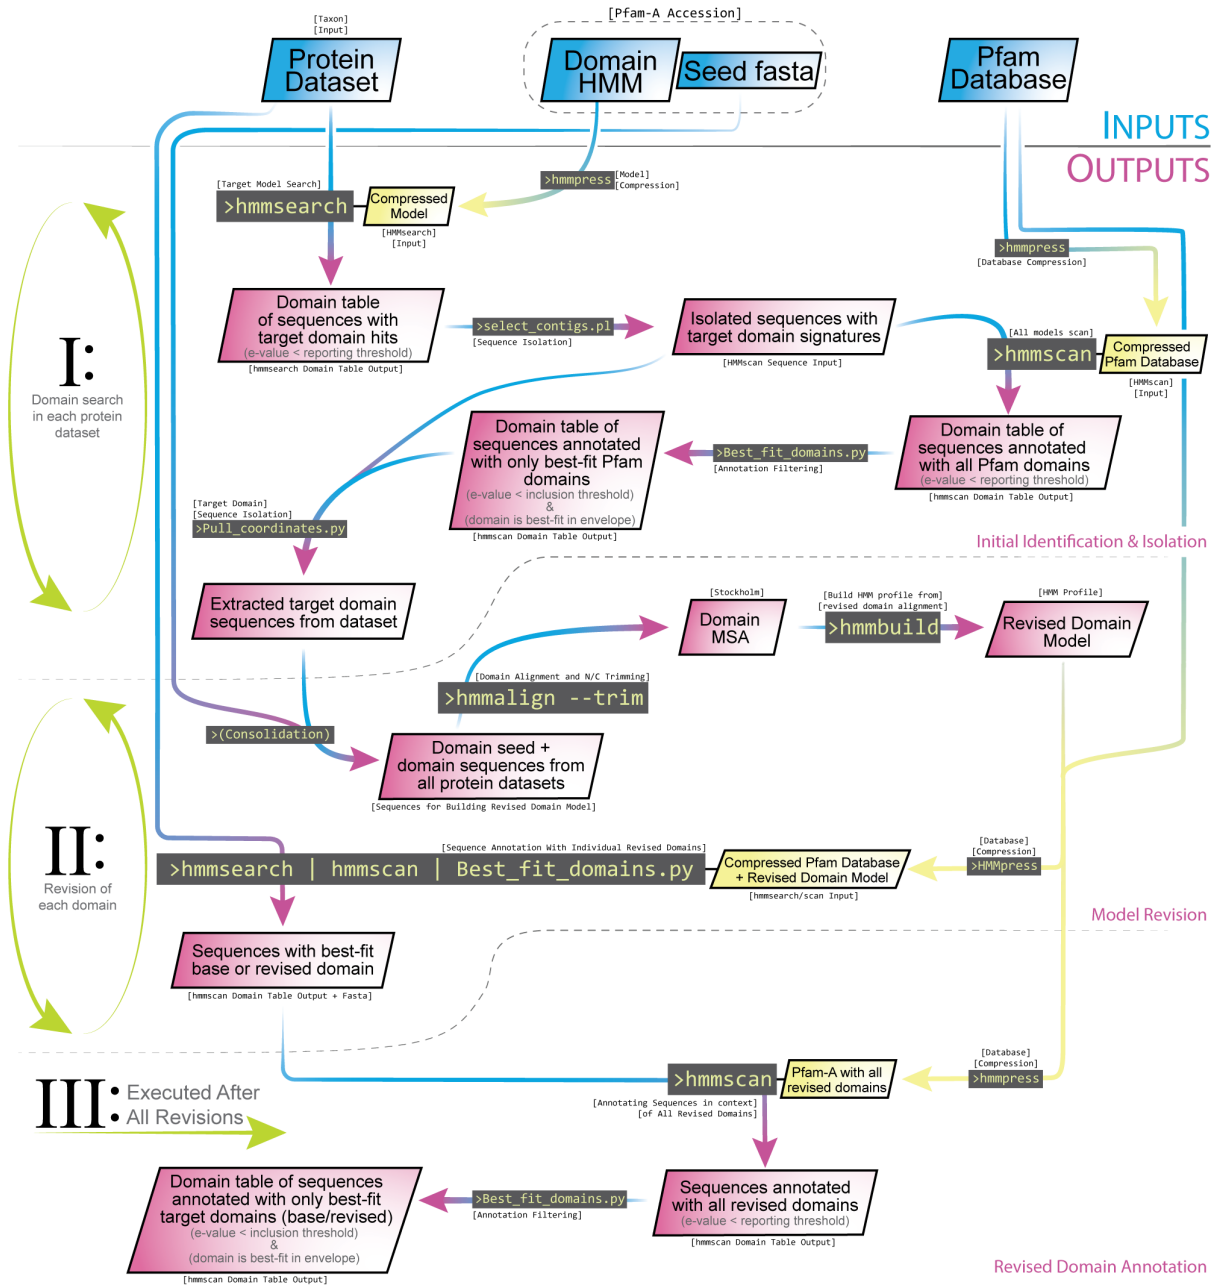 [Taxon]
[Input]
Protein
Dataset
[Pfam-A Accession]
Domain
HMM
Seed fasta
Pfam
Database
INPUTS
OUTPUTS
>hmmpress
[Model]
[Compression]
[Target Model Search]
>hmmsearch
Compressed
Model
[HMMsearch]
[Input]
>hmmpress
[Database Compression]
I:
Domain search
in each protein
dataset
Domain table
of sequences with
target domain hits
(e-value < reporting threshold)
[hmmsearch Domain Table Output]
>select_contigs.pl
[Sequence Isolation]
Isolated sequences with
target domain signatures
[HMMscan Sequence Input]
[All models scan]
>hmmscan
Compressed
Pfam Database
[HMMscan]
[Input]
Domain table of
sequences annotated
with all Pfam domains
(e-value < reporting threshold)
[hmmscan Domain Table Output]
>Best_fit_domains.py
[Annotation Filtering]
Domain table of
sequences annotated
with only best-fit Pfam
domains
(e-value < inclusion threshold)
&
(domain is best-fit in envelope)
[hmmscan Domain Table Output]
[Target Domain]
[Sequence Isolation]
>Pull_coordinates.py
Initial Identification & Isolation
Extracted target domain
sequences from dataset
[Stockholm]
Domain
MSA
[Build HMM profile from]
[revised domain alignment]
>hmmbuild
[HMM Profile]
Revised Domain
Model
[Domain Alignment and N/C Trimming]
>hmmalign --trim
>(Consolidation)
Domain seed +
domain sequences from
all protein datasets
[Sequences for Building Revised Domain Model]
II:
Revision of
each domain
[Sequence Annotation With Individual Revised Domains]
>hmmsearch | hmmscan | Best_fit_domains.py
Compressed Pfam Database
+ Revised Domain Model
[hmmsearch/scan Input]
[Database]
[Compression]
>HMMpress
Model Revision
Sequences with best-fit
base or revised domain
[hmmscan Domain Table Output + Fasta]
III:
Executed After
All Revisions
>hmmscan
[Annotating Sequences in context]
[of All Revised Domains]
Pfam-A with all
revised domains
[Database]
[Compression]
>hmmpress
Sequences annotated
with all revised domains
(e-value < reporting threshold)
[hmmscan Domain Table Output]
>Best_fit_domains.py
[Annotation Filtering]
Domain table of sequences
annotated with only best-fit
target domains (base/revised)
(e-value < inclusion threshold)
&
(domain is best-fit in envelope)
[hmmscan Domain Table Output]
Revised Domain Annotation